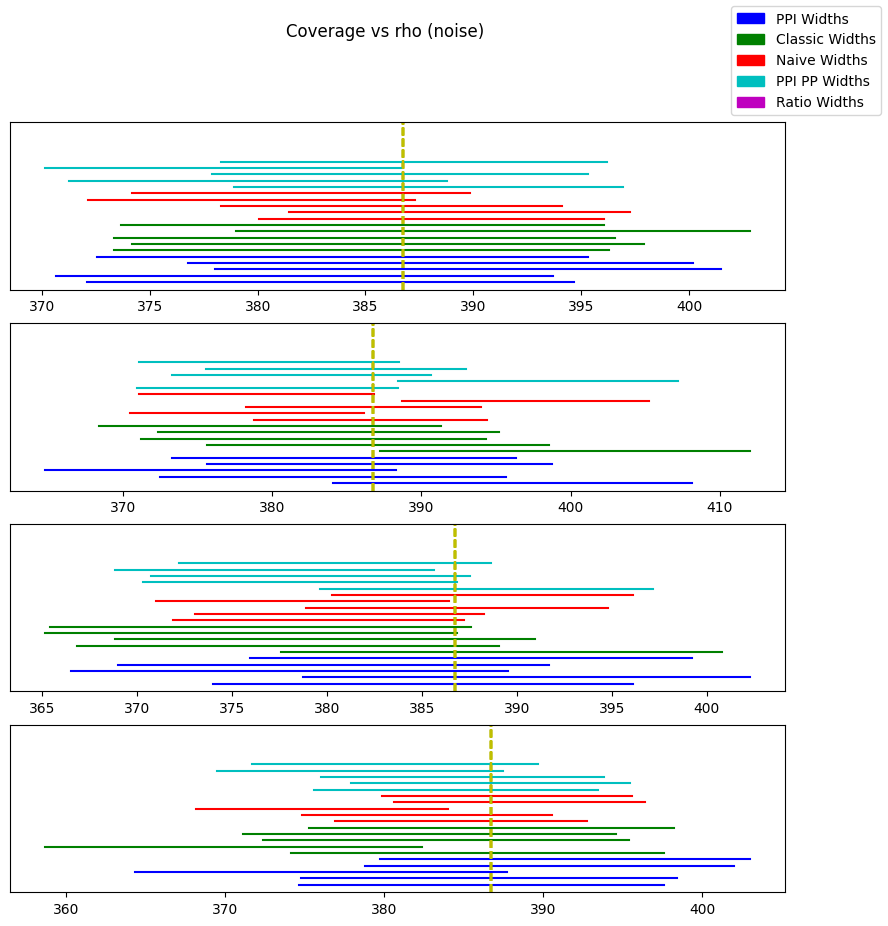 Coverage vs rho (noise)
PPI Widths
Classic Widths
Naive Widths
PPI PP Widths
Ratio Widths
370 375 380 385 390 395 400
370 380 390 400 410
365 370 375 380 385 390 395 400
360 370 380 390 400